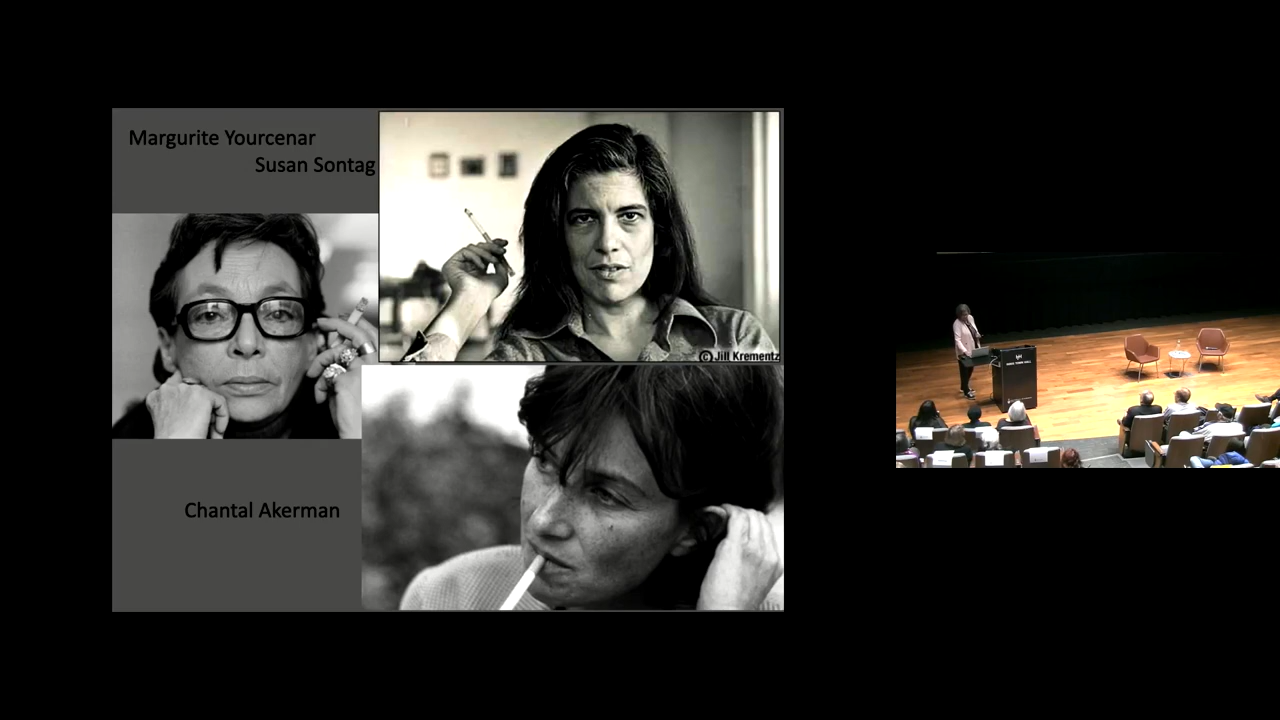 Margurite Yourcenar
Susan Sontag
© Jill Krementz
Chantal Akerman